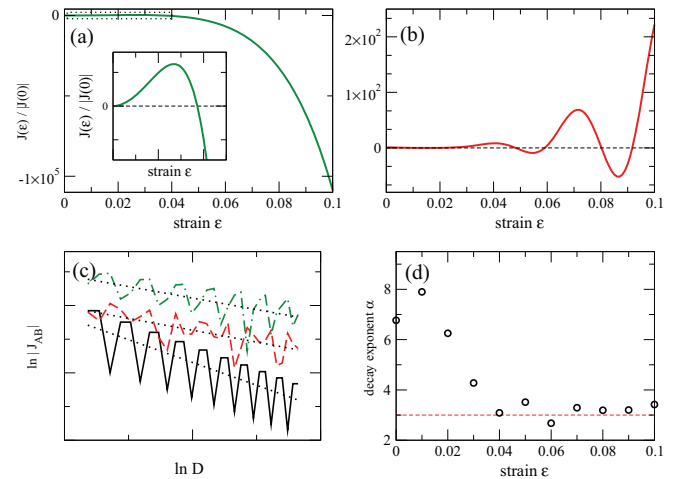 (a)
J(ε) / |J(0)|
0
-1×10⁵
(a) inset
J(ε) / |J(0)|
0
strain ε
0
0.02
0.04
0.06
0.08
0.1
strain ε
(b)
2×10²
1×10²
0
0
0.02
0.04
0.06
0.08
0.1
strain ε
(c)
ln | J_AB|
ln D
(d)
decay exponent α
8
6
4
2
0
0.02
0.04
0.06
0.08
0.1
strain ε